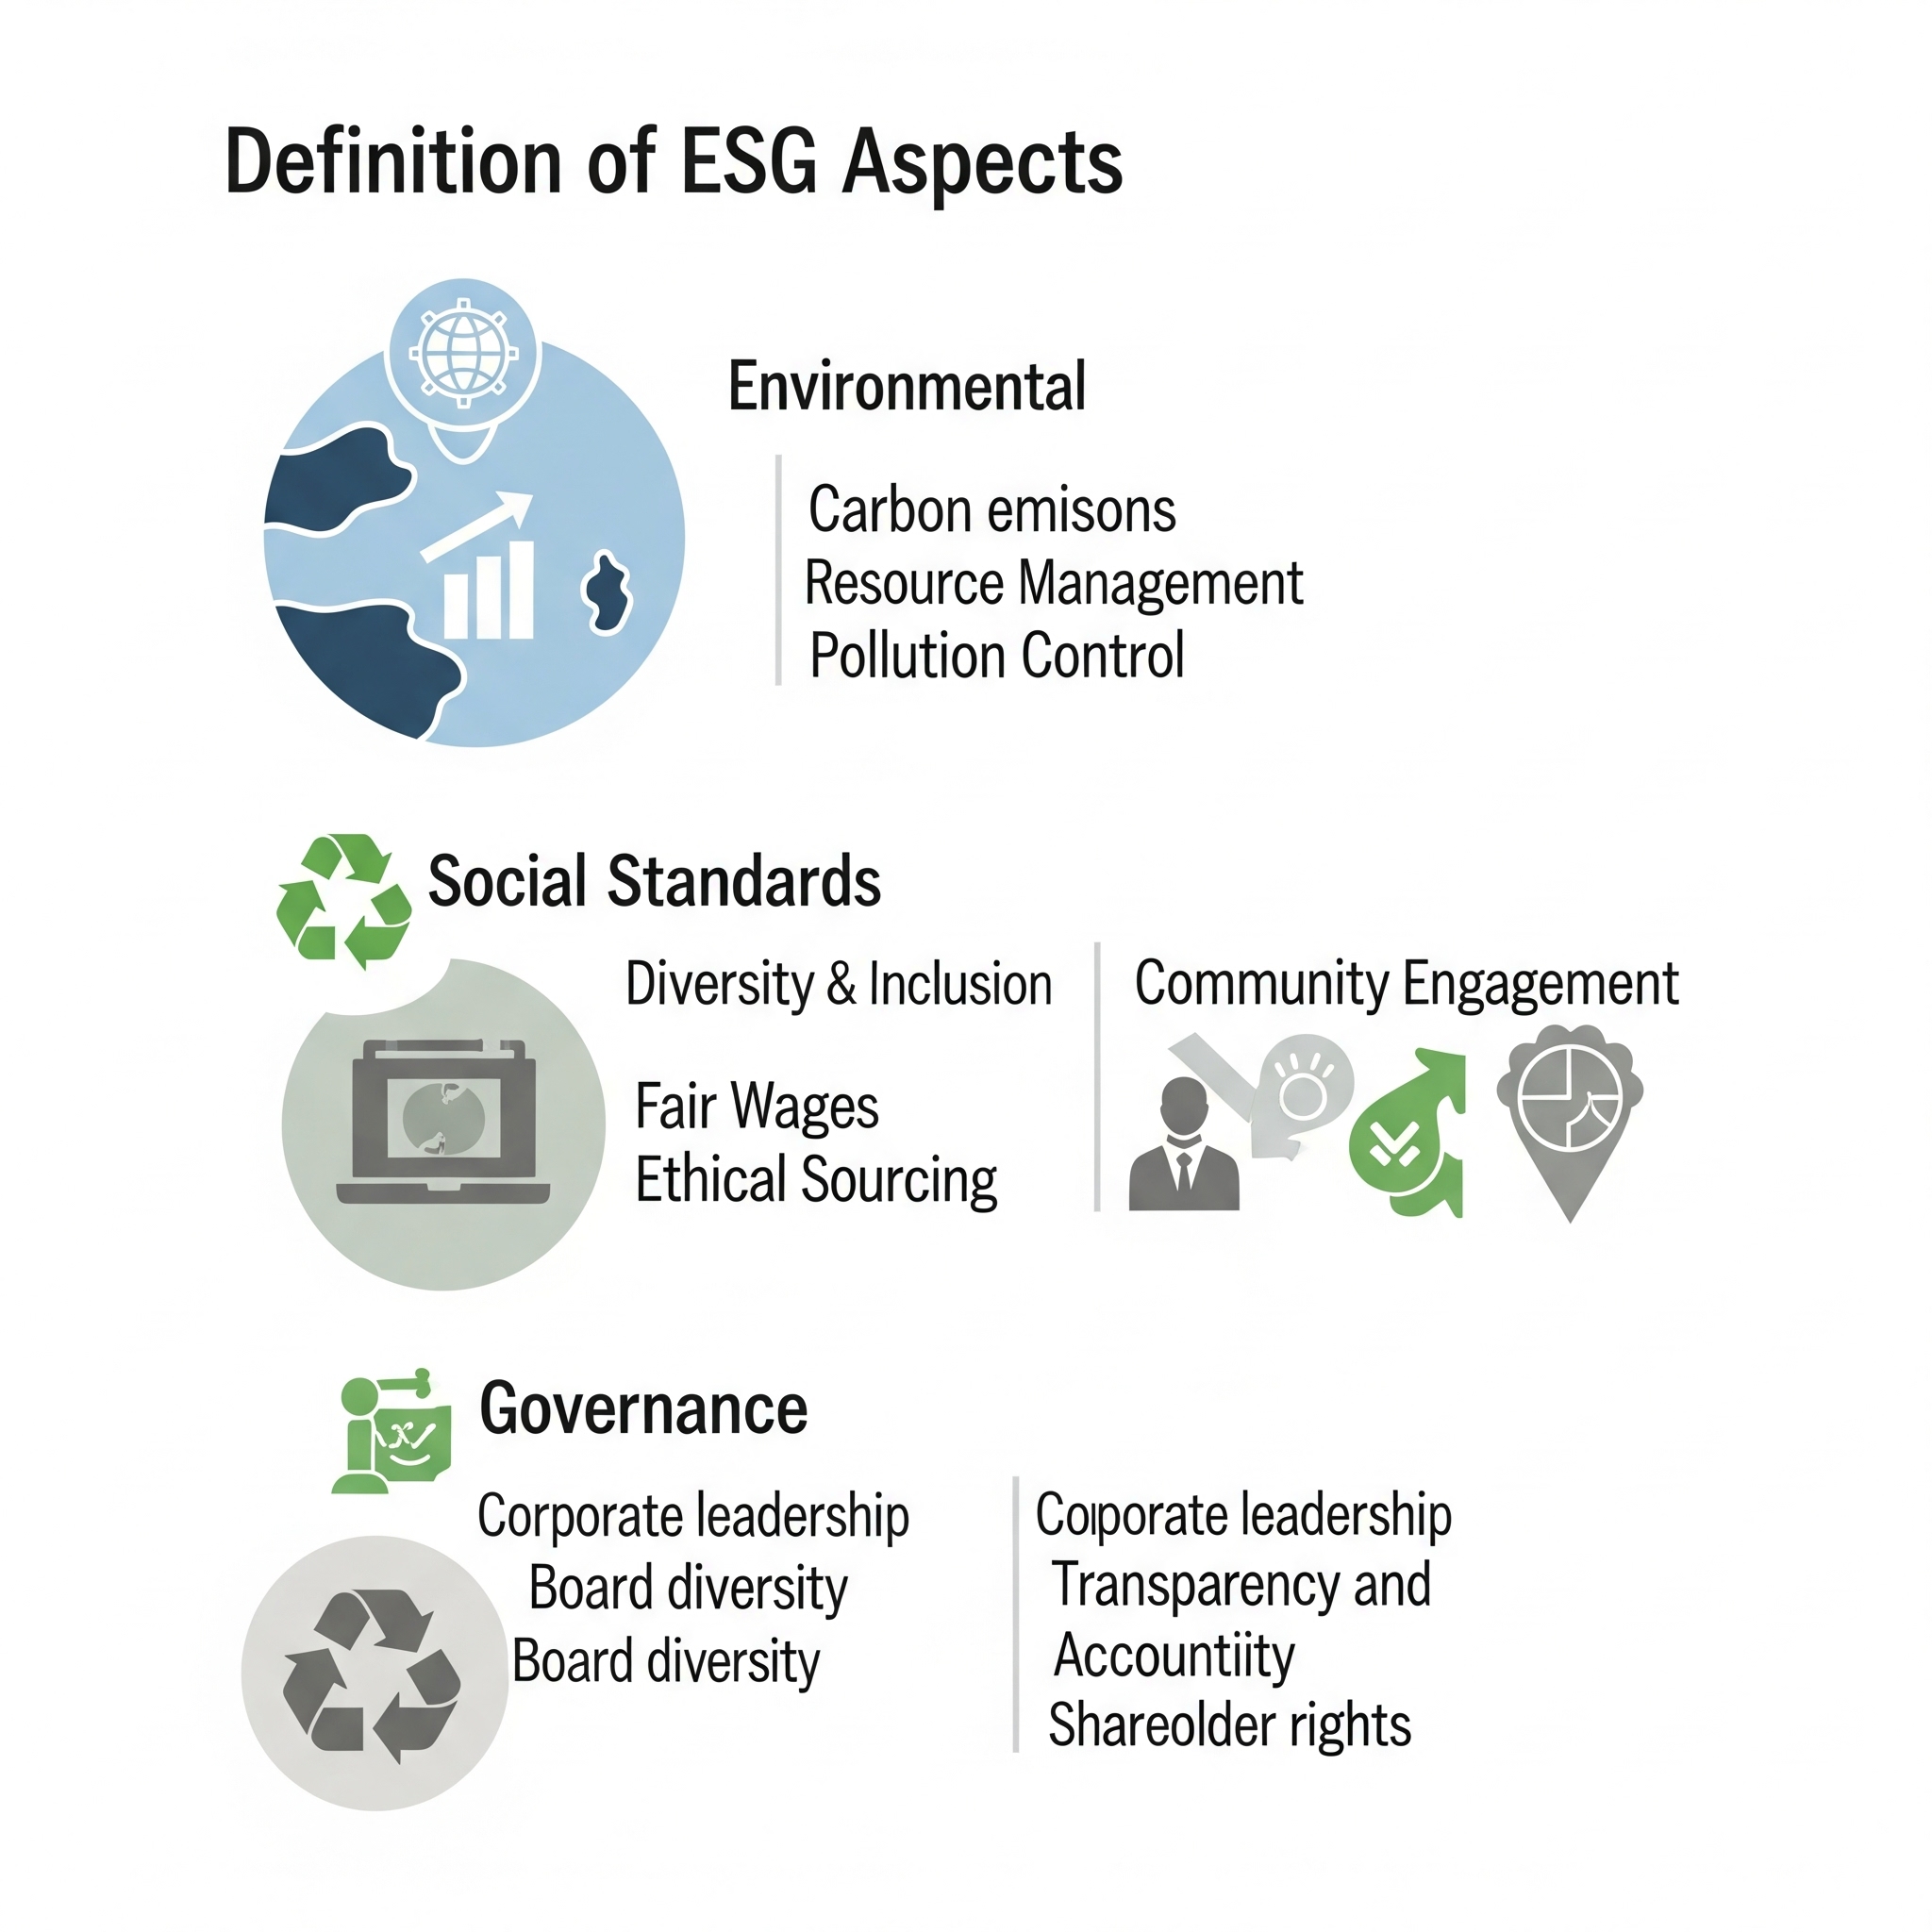 Definition of ESG Aspects
Environmental
Carbon emisons
Resource Management
Pollution Control
Social Standards
Diversity & Inclusion
Fair Wages
Ethical Sourcing
Community Engagement
Governance
Corporate leadership
Board diversity
Board diversity
Coıporate leadership
Transparency and
Accountiity
Shareolder rights